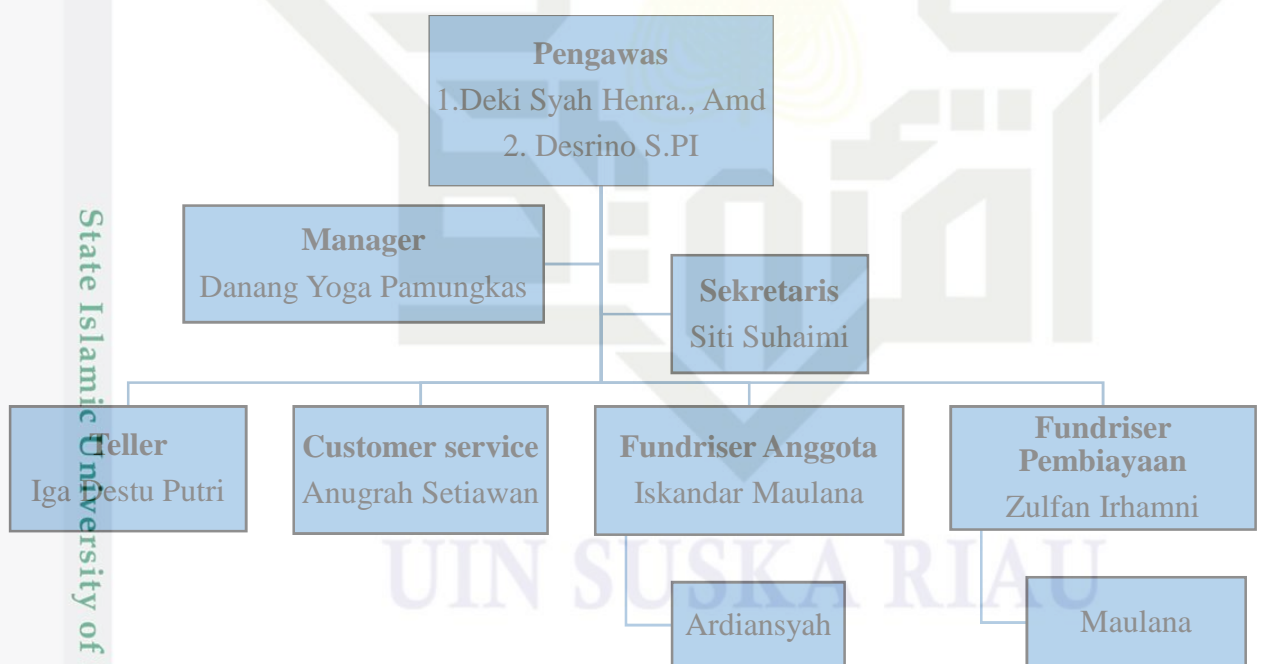 Pengawas
1.Deki Syah Henra., Amd
2. Desrino S.PI
Manager
Danang Yoga Pamungkas
Sekretaris
Siti Suhaimi
Teller
Iga Destu Putri
Customer service
Anugrah Setiawan
Fundriser Anggota
Iskandar Maulana
Fundriser
Pembiayaan
Zulfan Irhamni
Ardiansyah
Maulana
State Islamic University of
UIN SUSKA RIAU